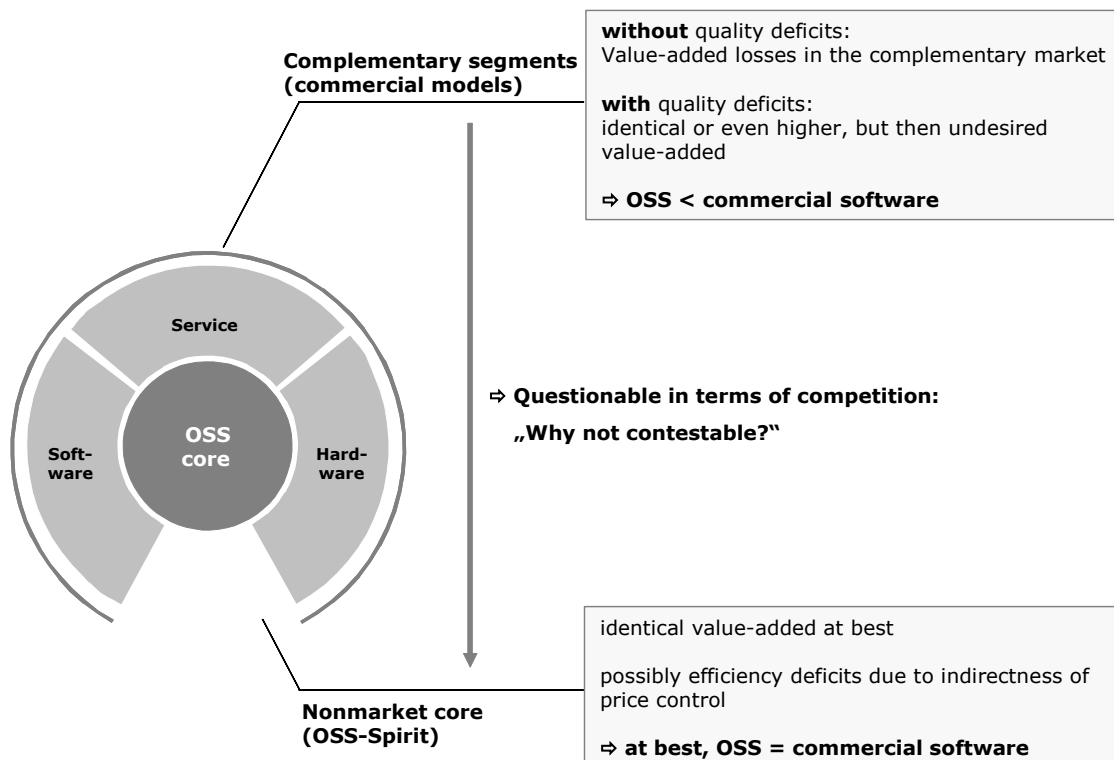 Complementary segments
(commercial models)
without quality deficits:
Value-added losses in the complementary market
with quality deficits:
identical or even higher, but then undesired
value-added
⇨ OSS < commercial software
Service
Soft-
ware
OSS
core
Hard-
ware
⇨ Questionable in terms of competition:
„Why not contestable?“
Nonmarket core
(OSS-Spirit)
identical value-added at best
possibly efficiency deficits due to indirectness of
price control
⇨ at best, OSS = commercial software